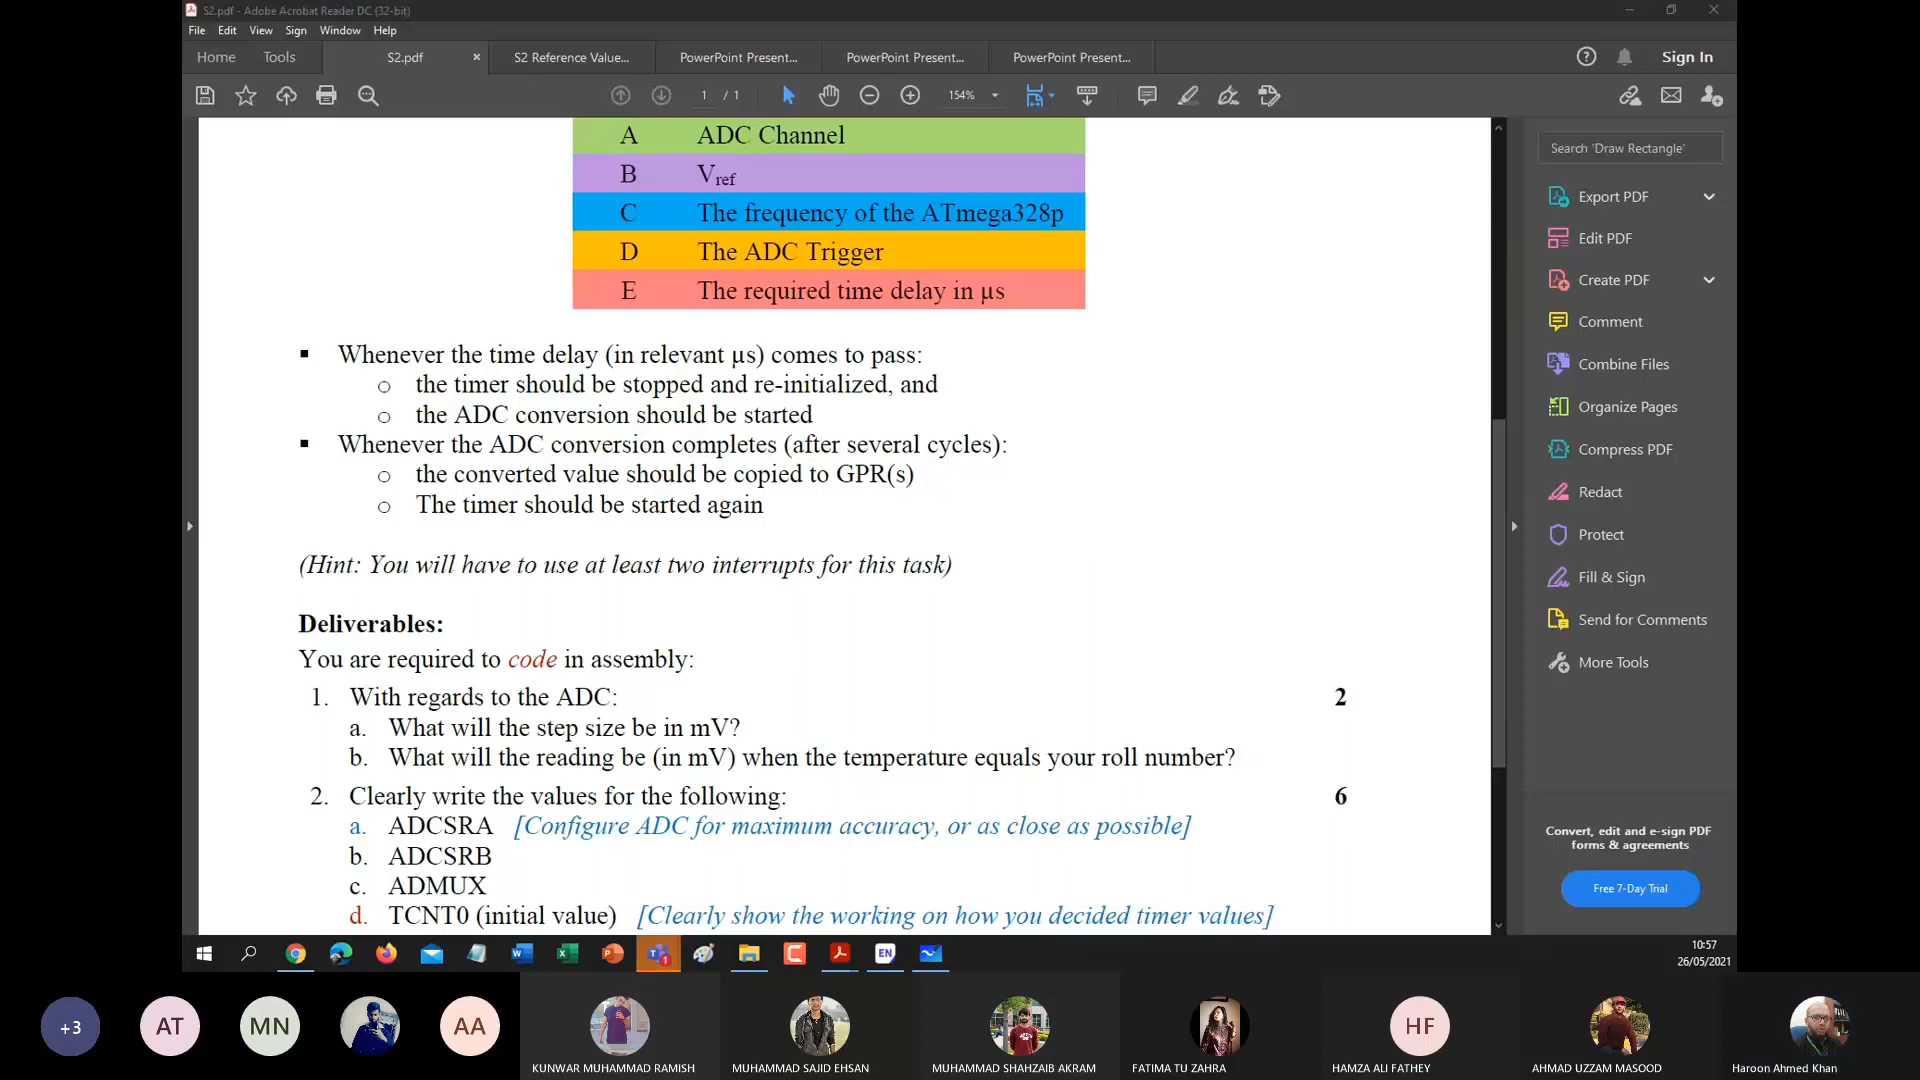 S2.pdf - Adobe Acrobat Reader DC (32-bit)
File Edit View Sign Window Help
Home Tools S2.pdf × S2 Reference Value... PowerPoint Present... PowerPoint Present... PowerPoint Present... Sign In
1 / 1 154%
A ADC Channel
B Vref
C The frequency of the ATmega328p
D The ADC Trigger
E The required time delay in µs
▪ Whenever the time delay (in relevant µs) comes to pass:
o the timer should be stopped and re-initialized, and
o the ADC conversion should be started
▪ Whenever the ADC conversion completes (after several cycles):
o the converted value should be copied to GPR(s)
o The timer should be started again
(Hint: You will have to use at least two interrupts for this task)
Deliverables:
You are required to code in assembly:
1. With regards to the ADC: 2
a. What will the step size be in mV?
b. What will the reading be (in mV) when the temperature equals your roll number?
2. Clearly write the values for the following: 6
a. ADCSRA [Configure ADC for maximum accuracy, or as close as possible]
b. ADCSRB
c. ADMUX
d. TCNT0 (initial value) [Clearly show the working on how you decided timer values]
Search 'Draw Rectangle'
Export PDF
Edit PDF
Create PDF
Comment
Combine Files
Organize Pages
Compress PDF
Redact
Protect
Fill & Sign
Send for Comments
More Tools
Convert, edit and e-sign PDF
forms & agreements
Free 7-Day Trial
EN
10:57
26/05/2021
+3 AT MN AA HF
KUNWAR MUHAMMAD RAMISH MUHAMMAD SAJID EHSAN MUHAMMAD SHAHZAIB AKRAM FATIMA TU ZAHRA HAMZA ALI FATHEY AHMAD UZZAM MASOOD Haroon Ahmed Khan